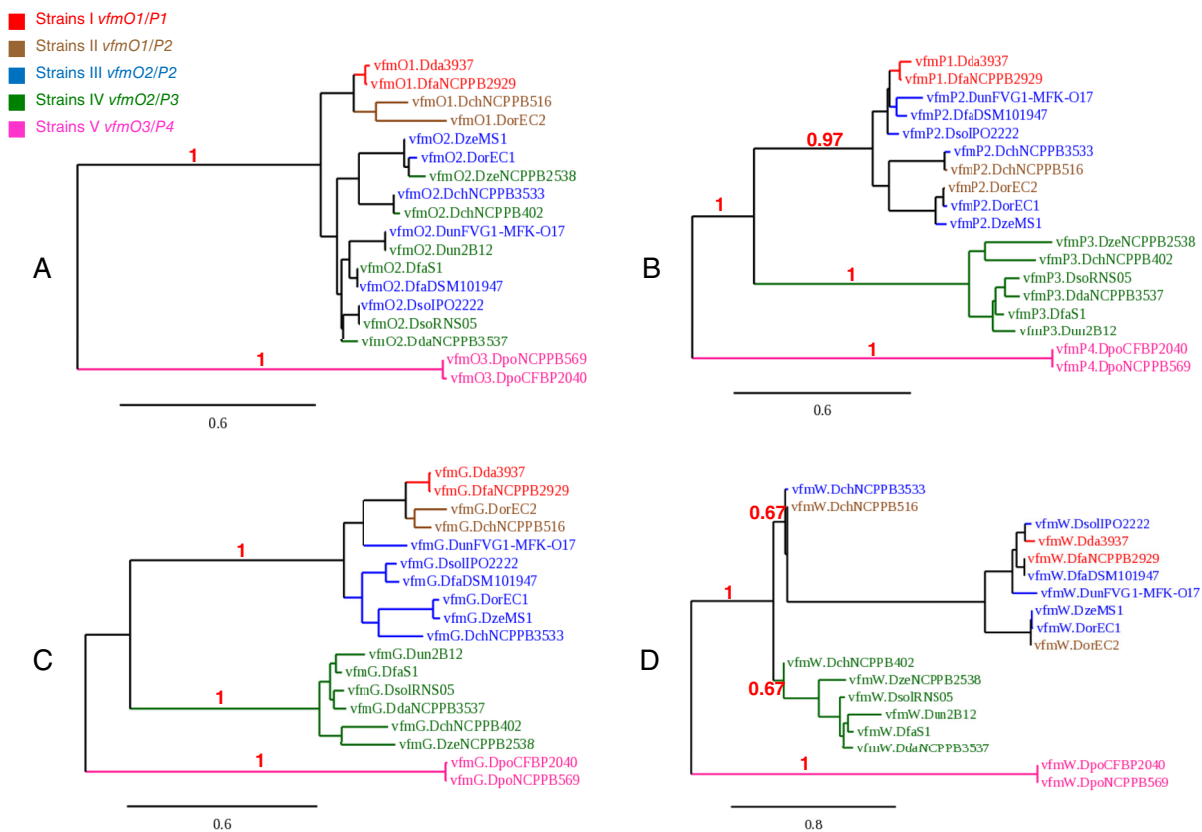 Strains I vfmO1/P1
Strains II vfmO1/P2
Strains III vfmO2/P2
Strains IV vfmO2/P3
Strains V vfmO3/P4
A
1
1
vfmO1.Dda3937
vfmO1.DfaNCPPB2929
vfmO1.DchNCPPB516
vfmO1.DorEC2
vfmO2.DzeMS1
vfmO2.DorEC1
vfmO2.DzeNCPPB2538
vfmO2.DchNCPPB3533
vfmO2.DchNCPPB402
vfmO2.DunFVG1-MFK-O17
vfmO2.Dun2B12
vfmO2.DfaS1
vfmO2.DfaDSM101947
vfmO2.DsolIPO2222
vfmO2.DsoRNS05
vfmO2.DdaNCPPB3537
vfmO3.DpoNCPPB569
vfmO3.DpoCFBP2040
0.6
B
1
0.97
1
1
vfmP1.Dda3937
vfmP1.DfaNCPPB2929
vfmP2.DunFVG1-MFK-O17
vfmP2.DfaDSM101947
vfmP2.DsolPO2222
vfmP2.DchNCPPB3533
vfmP2.DchNCPPB516
vfmP2.DorEC2
vfmP2.DorEC1
vfmP2.DzeMS1
vfmP3.DzeNCPPB2538
vfmP3.DchNCPPB402
vfmP3.DsoRNS05
vfmP3.DdaNCPPB3537
vfmP3.DfaS1
vfmP3.Dun2B12
vfmP4.DpoCFBP2040
vfmP4.DpoNCPPB569
0.6
C
1
1
1
vfmG.Dda3937
vfmG.DfaNCPPB2929
vfmG.DorEC2
vfmG.DchNCPPB516
vfmG.DunFVG1-MFK-O17
vfmG.DsolIPO2222
vfmG.DfaDSM101947
vfmG.DorEC1
vfmG.DzeMS1
vfmG.DchNCPPB3533
vfmG.Dun2B12
vfmG.DfaS1
vfmG.DsolRNS05
vfmG.DdaNCPPB3537
vfmG.DchNCPPB402
vfmG.DzeNCPPB2538
vfmG.DpoCFBP2040
vfmG.DpoNCPPB569
0.6
D
1
0.67
0.67
1
vfmW.DchNCPPB3533
vfmW.DchNCPPB516
vfmW.DsolIPO2222
vfmW.Dda3937
vfmW.DfaNCPPB2929
vfmW.DfaDSM101947
vfmW.DunFVG1-MFK-O17
vfmW.DzeMS1
vfmW.DorEC1
vfmW.DorEC2
vfmW.DchNCPPB402
vfmW.DzeNCPPB2538
vfmW.DsolRNS05
vfmW.Dun2B12
vfmW.DfaS1
vfmW.DdaNCPPB3537
vfmW.DpoCFBP2040
vfmW.DpoNCPPB569
0.8